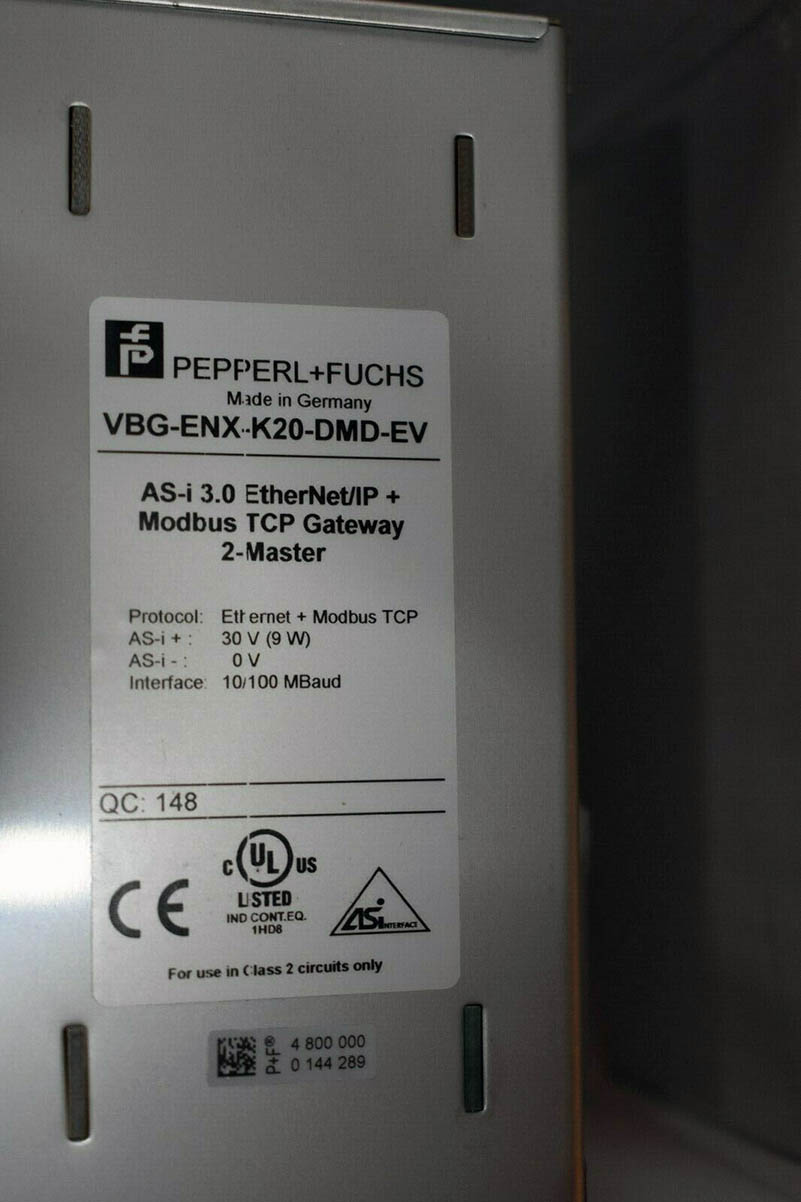 PEPPERL+FUCHS
Made in Germany
VBG-ENX-K20-DMD-EV
AS-i 3.0 EtherNet/IP +
Modbus TCP Gateway
2-Master
Protocol: Ethernet + Modbus TCP
AS-i + : 30 V (9 W)
AS-i - : 0 V
Interface: 10/100 MBaud
QC: 148
C UL US
LISTED
IND CONT.EQ.
1HD8
CE
ASi INTERFACE
For use in Class 2 circuits only
P+F® 4 800 000
0 144 289